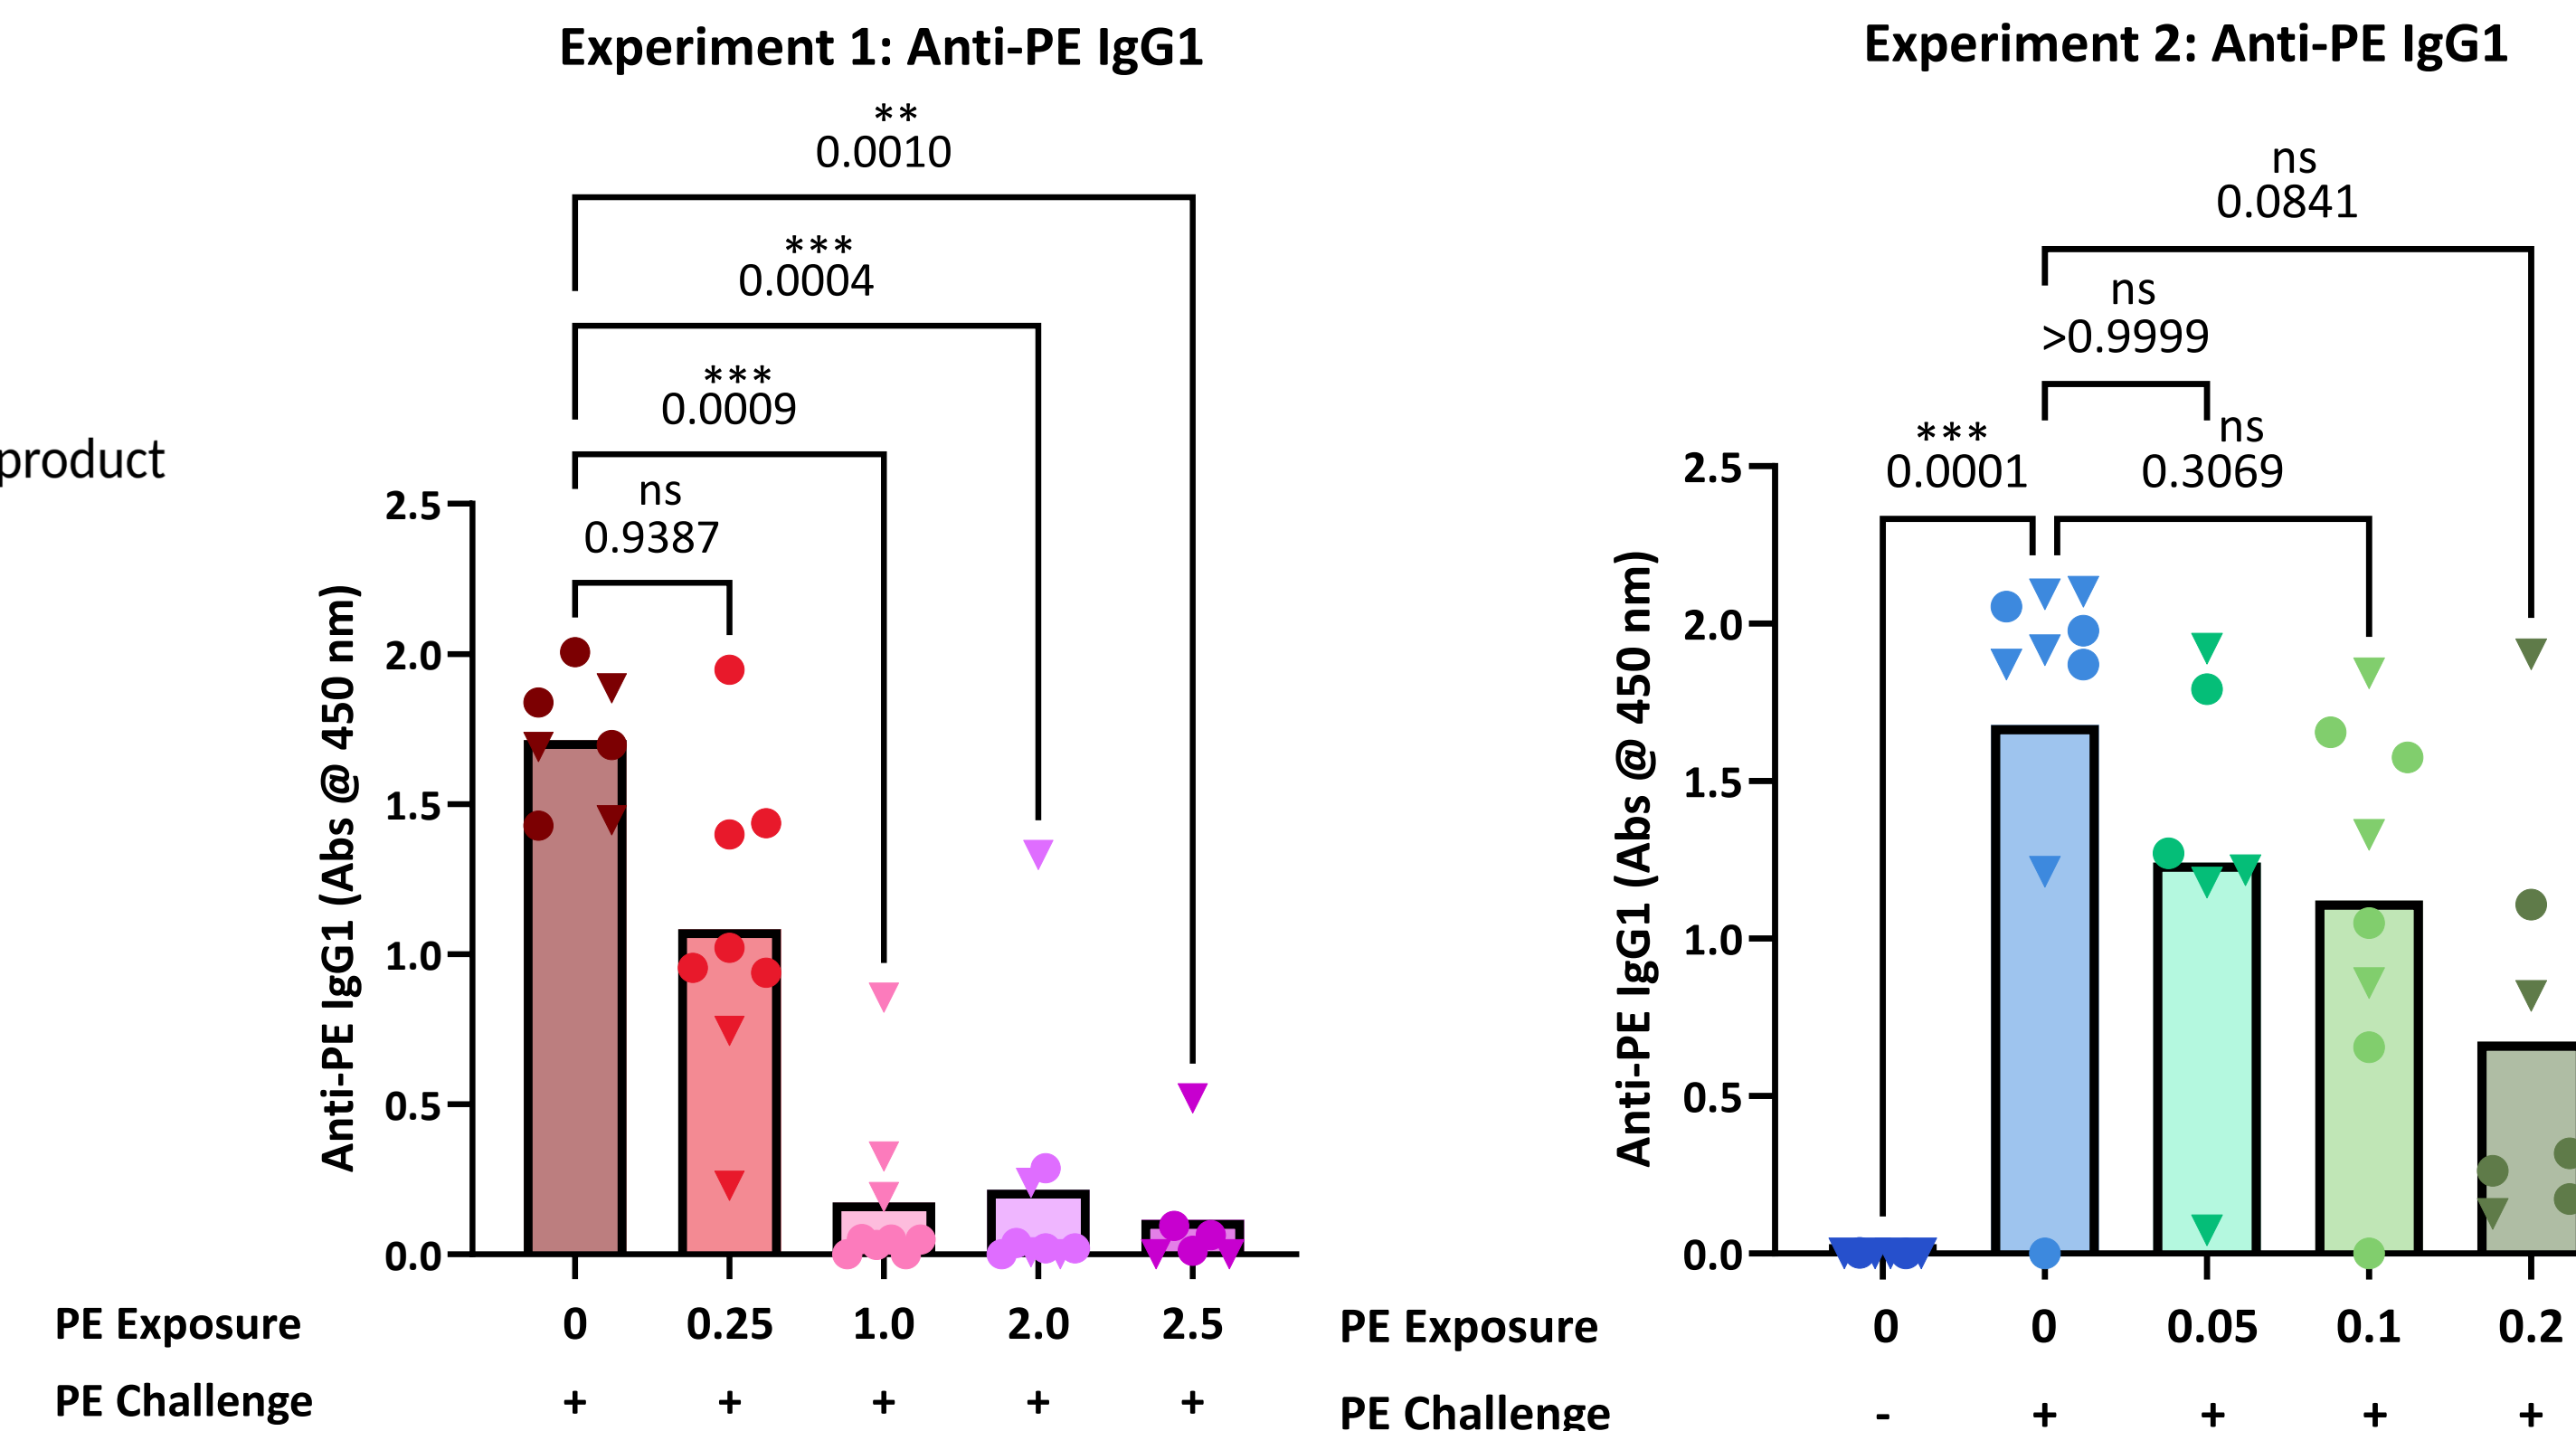 product
Experiment 1: Anti-PE IgG1
**
0.0010
***
0.0004
***
0.0009
ns
0.9387
Anti-PE IgG1 (Abs @ 450 nm)
2.5
2.0
1.5
1.0
0.5
0.0
PE Exposure 0 0.25 1.0 2.0 2.5
PE Challenge + + + + +
Experiment 2: Anti-PE IgG1
ns
0.0841
ns
>0.9999
*** ns
0.0001 0.3069
Anti-PE IgG1 (Abs @ 450 nm)
2.5
2.0
1.5
1.0
0.5
0.0
PE Exposure 0 0 0.05 0.1 0.2
PE Challenge - + + + +